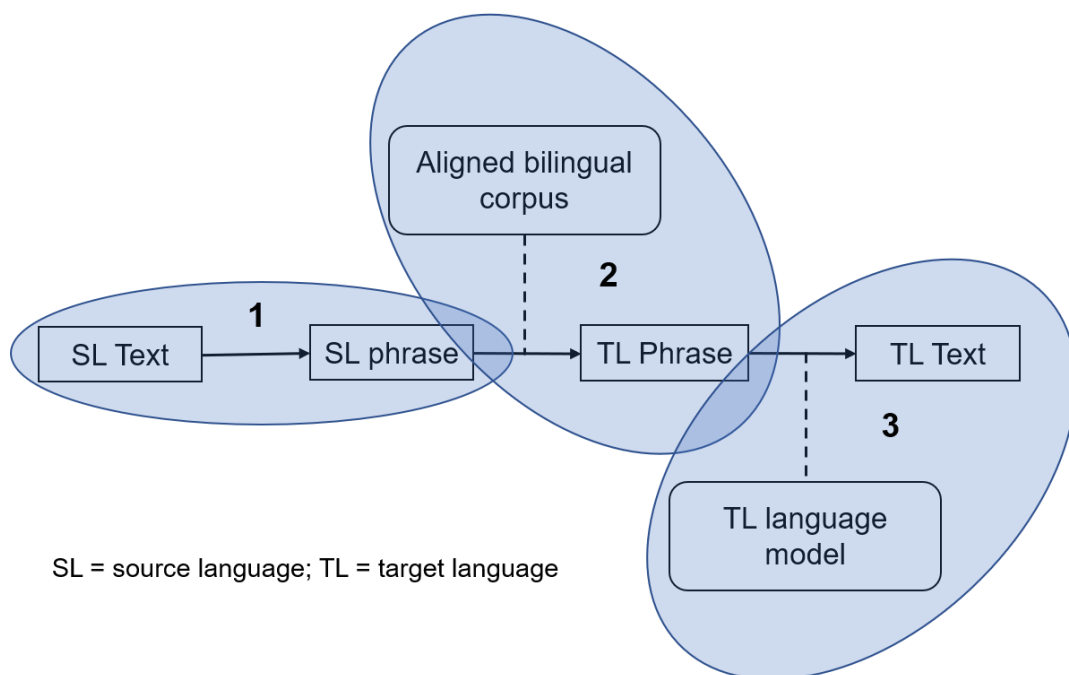 Aligned bilingual
corpus
2
1
SL Text
SL phrase
TL Phrase
TL Text
3
TL language
model
SL = source language; TL = target language